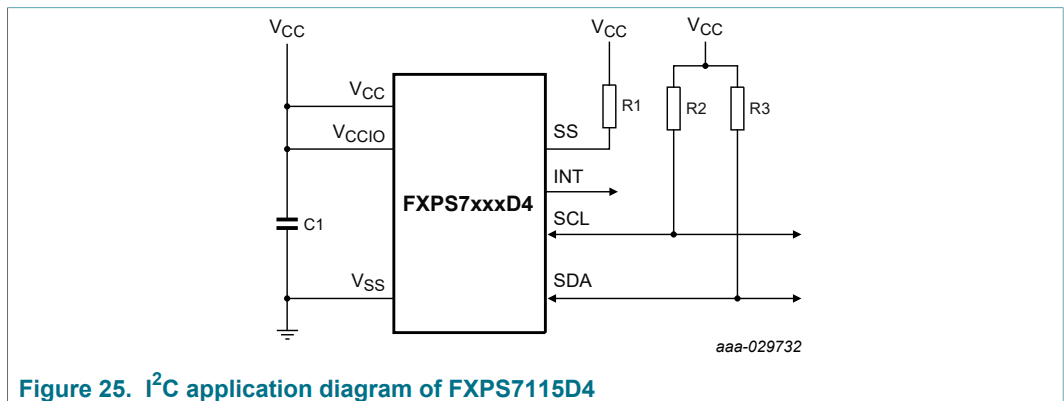 VCC
VCC
VCC
VCC
R1
R2
R3
VCCIO
SS
INT
FXPS7xxxD4
SCL
C1
VSS
SDA
aaa-029732
Figure 25. I²C application diagram of FXPS7115D4